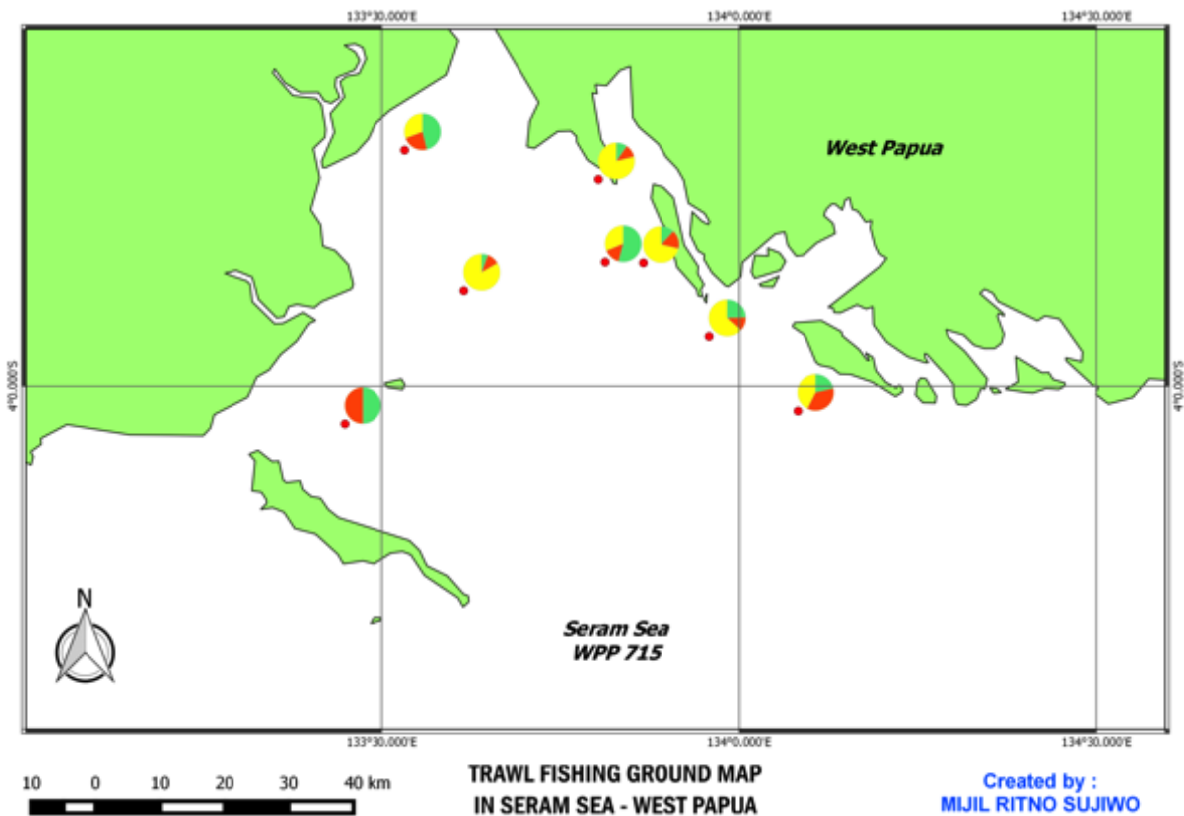 133°30.000'E 134°0.000'E 134°30.000'E
West Papua
4°0.000'S 4°0.000'S
Seram Sea
WPP 715
N
133°30.000'E 134°0.000'E 134°30.000'E
10 0 10 20 30 40 km
TRAWL FISHING GROUND MAP
IN SERAM SEA - WEST PAPUA
Created by :
MIJIL RITNO SUJIWO